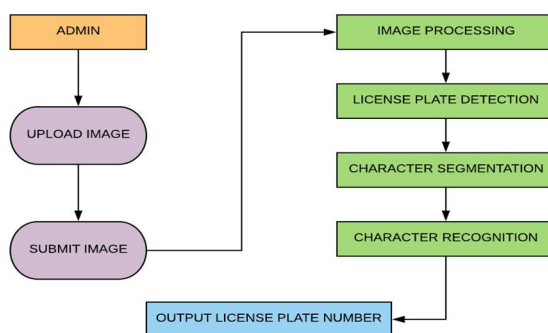 ADMIN
UPLOAD IMAGE
SUBMIT IMAGE
IMAGE PROCESSING
LICENSE PLATE DETECTION
CHARACTER SEGMENTATION
CHARACTER RECOGNITION
OUTPUT LICENSE PLATE NUMBER